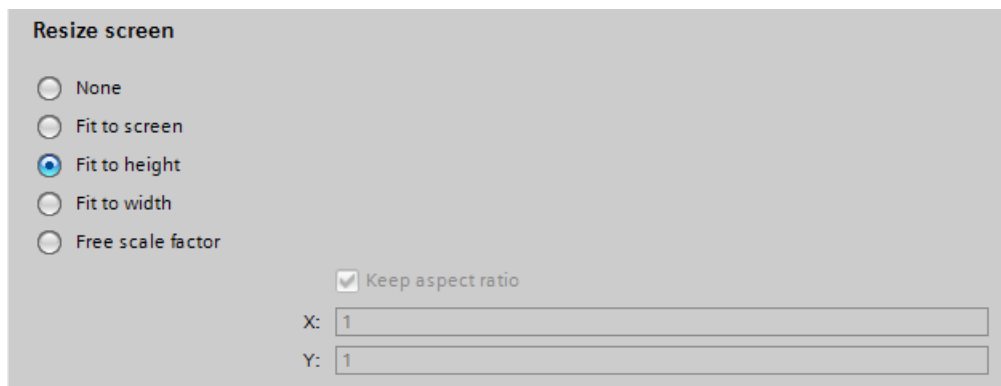 Resize screen
None
Fit to screen
Fit to height
Fit to width
Free scale factor
Keep aspect ratio
X: 1
Y: 1